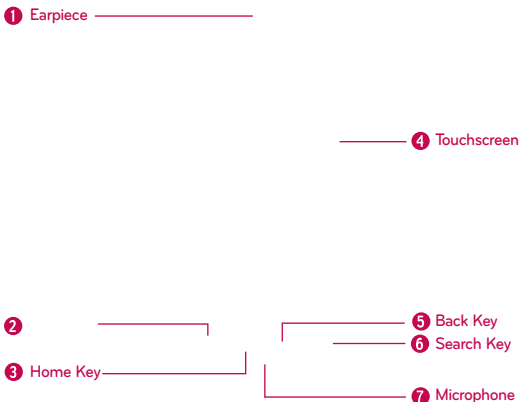 1 Earpiece
4 Touchscreen
2
3 Home Key
5 Back Key
6 Search Key
7 Microphone